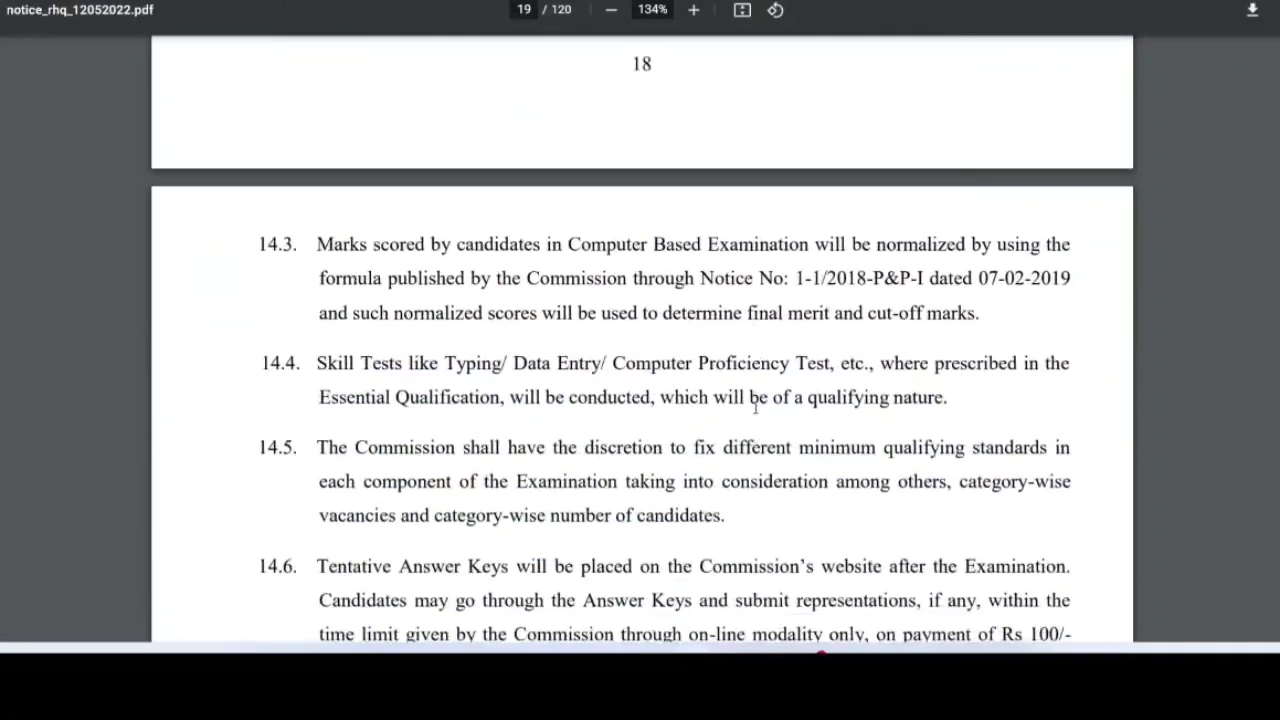 notice_rhq_12052022.pdf
19 / 120
134%
18
14.3. Marks scored by candidates in Computer Based Examination will be normalized by using the
formula published by the Commission through Notice No: 1-1/2018-P&P-I dated 07-02-2019
and such normalized scores will be used to determine final merit and cut-off marks.
14.4. Skill Tests like Typing/ Data Entry/ Computer Proficiency Test, etc., where prescribed in the
Essential Qualification, will be conducted, which will be of a qualifying nature.
14.5. The Commission shall have the discretion to fix different minimum qualifying standards in
each component of the Examination taking into consideration among others, category-wise
vacancies and category-wise number of candidates.
14.6. Tentative Answer Keys will be placed on the Commission's website after the Examination.
Candidates may go through the Answer Keys and submit representations, if any, within the
time limit given by the Commission through on-line modality only, on payment of Rs 100/-